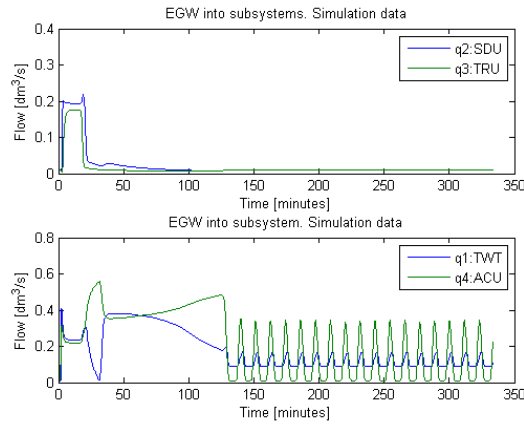 EGW into subsystems. Simulation data
0.4
0.3
0.2
0.1
0
Flow [dm³/s]
q2:SDU
q3:TRU
0 50 100 150 200 250 300 350
Time [minutes]
EGW into subsystem. Simulation data
0.8
0.6
0.4
0.2
0
Flow [dm³/s]
q1:TWT
q4:ACU
0 50 100 150 200 250 300 350
Time [minutes]